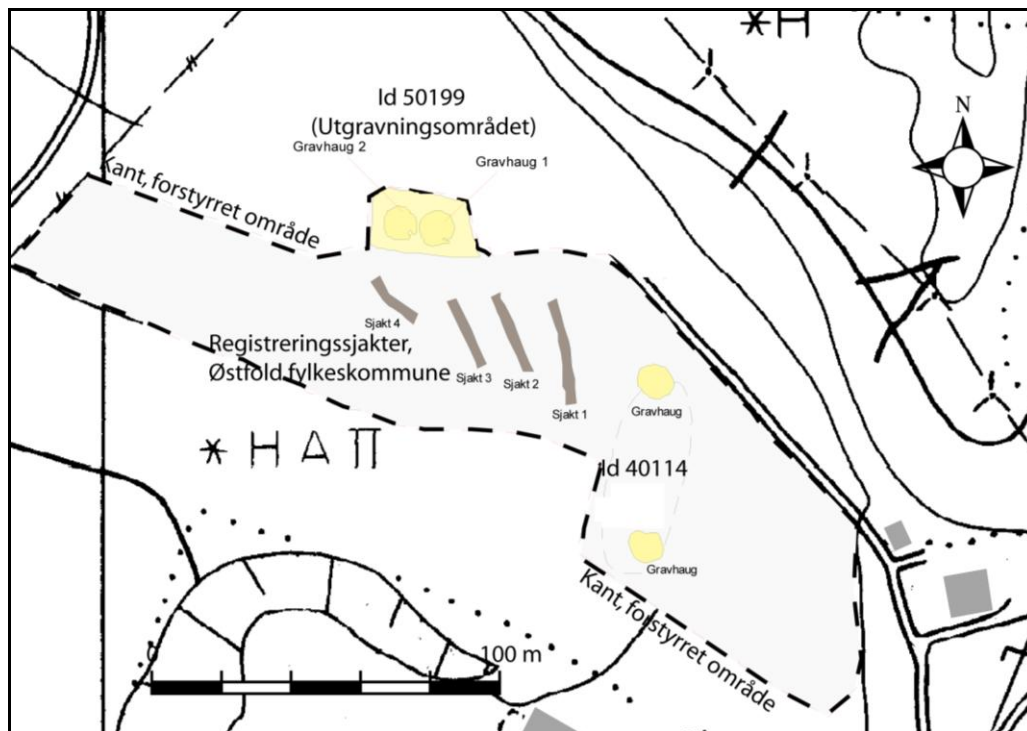 Id 50199
(Utgravningsområdet)
Gravhaug 2
Gravhaug 1
N
Kant, forstyrret område
Sjakt 4
Registreringssjakter,
Østfold fylkeskommune
Sjakt 3
Sjakt 2
Sjakt 1
Gravhaug
Id 40114
Gravhaug
Kant, forstyrret område
0
100 m